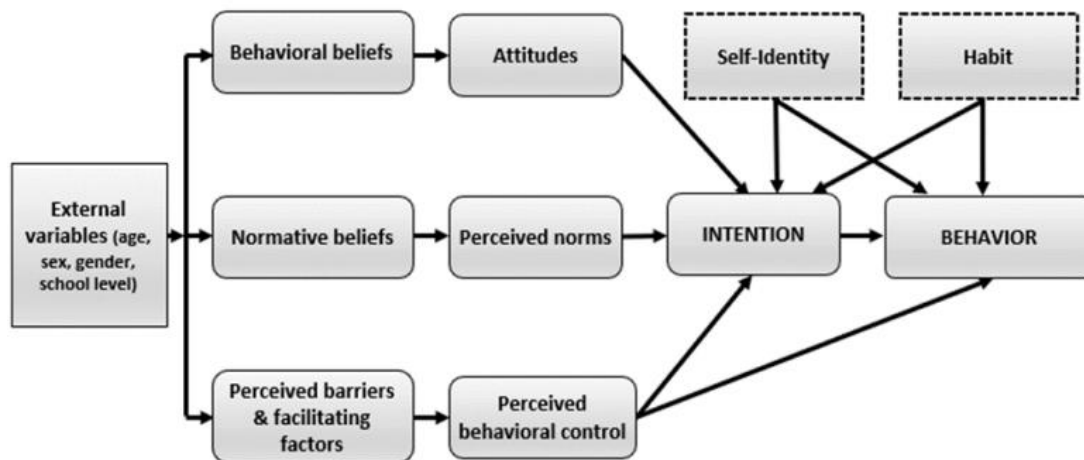 Behavioral beliefs
Attitudes
Self-Identity
Habit
External
variables (age,
sex, gender,
school level)
Normative beliefs
Perceived norms
INTENTION
BEHAVIOR
Perceived barriers
& facilitating
factors
Perceived
behavioral control